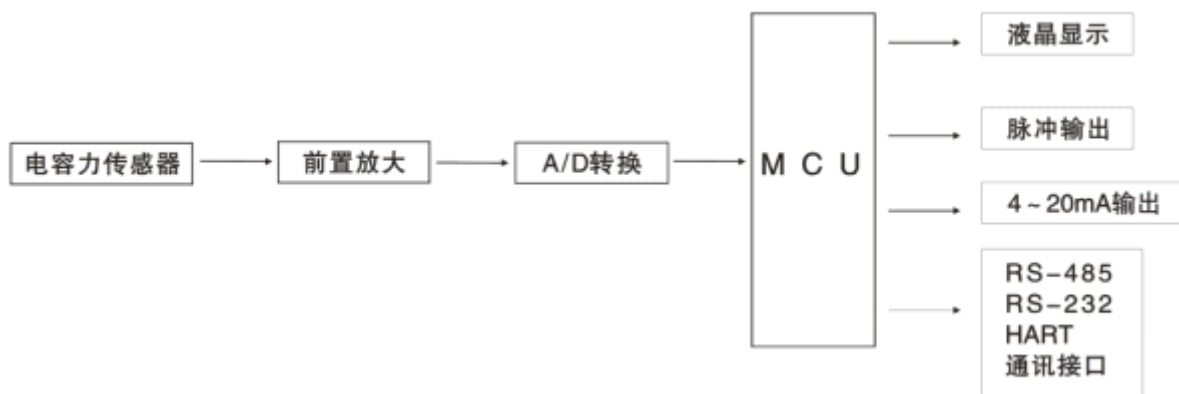 电容力传感器
前置放大
A/D转换
M C U
液晶显示
脉冲输出
4~20mA输出
RS-485
RS-232
HART
通讯接口